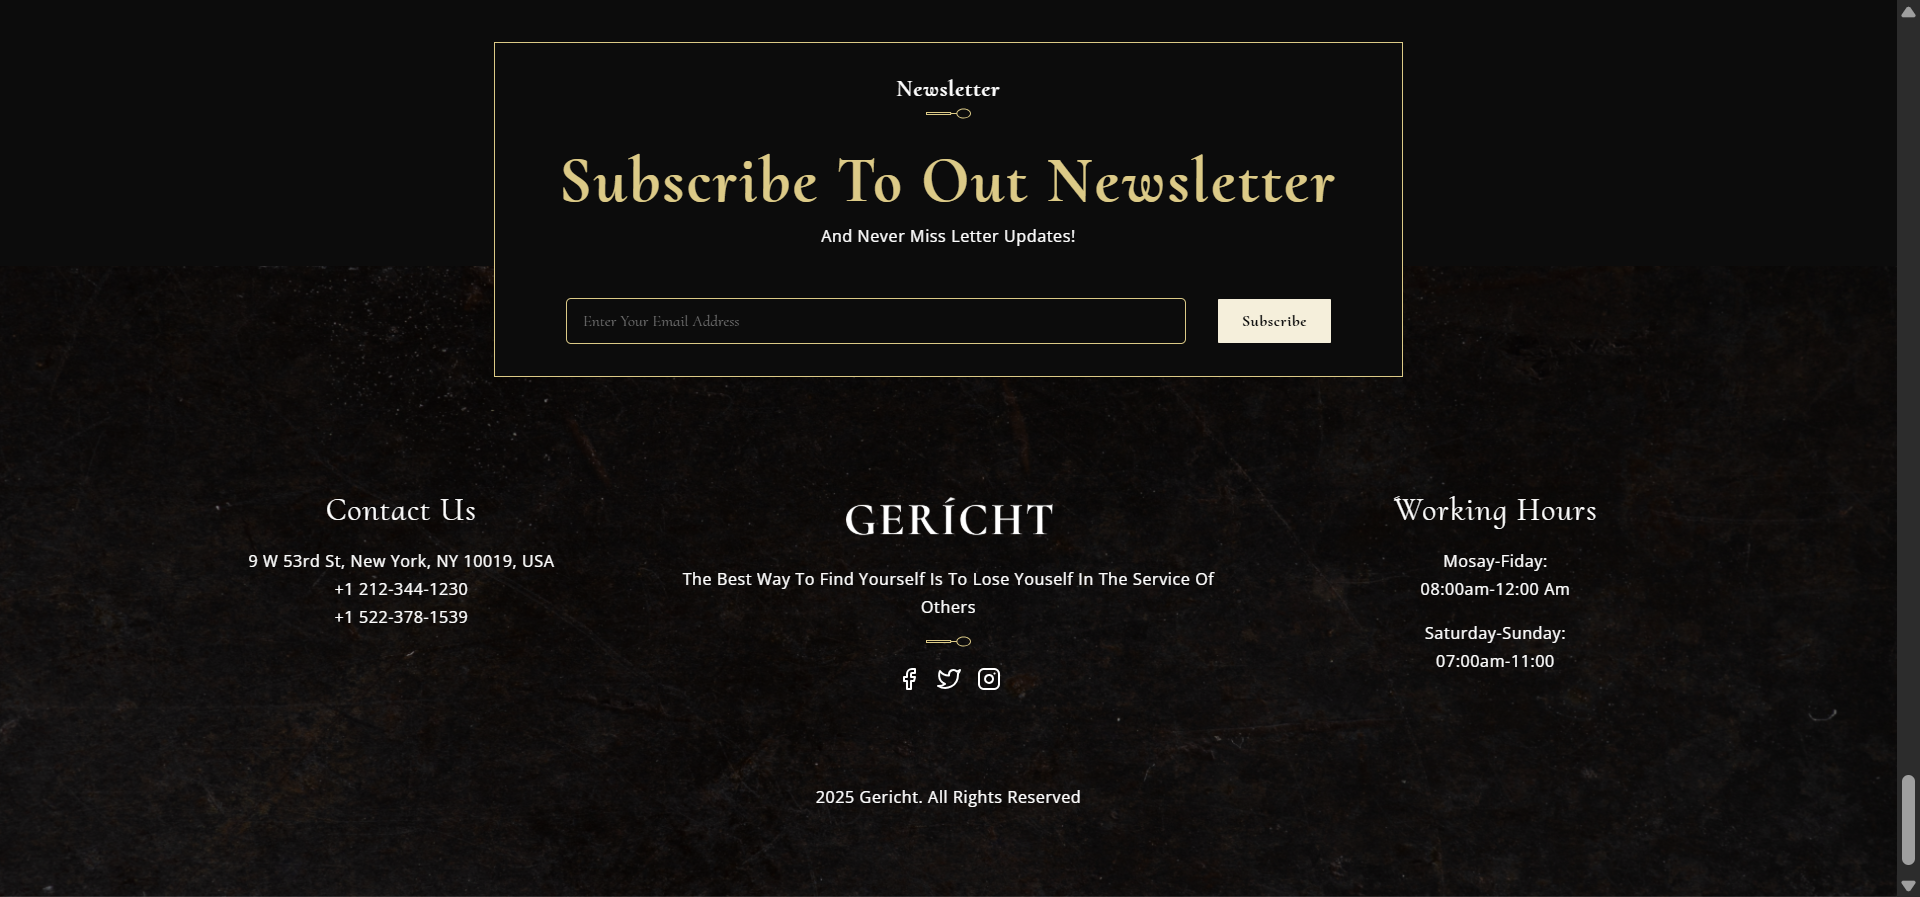 Newsletter
Subscribe To Out Newsletter
And Never Miss Letter Updates!
Enter Your Email Address
Subscribe
Contact Us
9 W 53rd St, New York, NY 10019, USA
+1 212-344-1230
+1 522-378-1539
GERÍCHT
The Best Way To Find Yourself Is To Lose Youself In The Service Of
Others
Working Hours
Mosay-Fiday:
08:00am-12:00 Am
Saturday-Sunday:
07:00am-11:00
2025 Gericht. All Rights Reserved